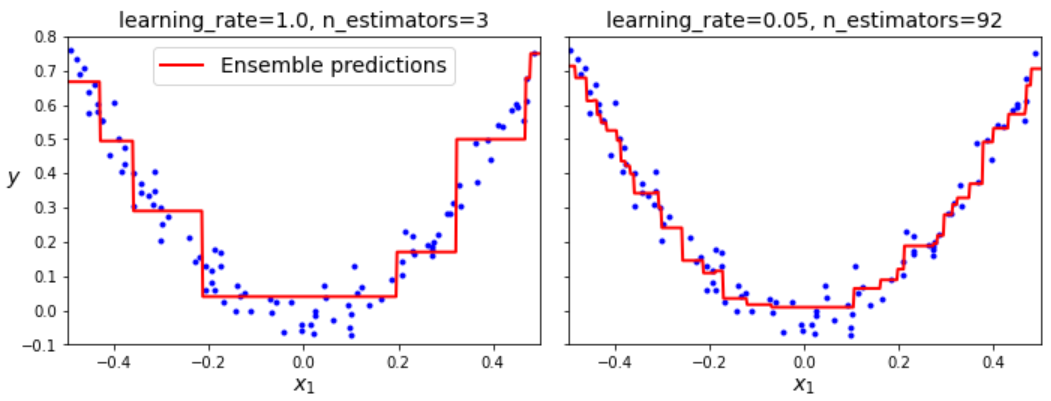 learning_rate=1.0, n_estimators=3
learning_rate=0.05, n_estimators=92
Ensemble predictions
y
0.8
0.7
0.6
0.5
0.4
0.3
0.2
0.1
0.0
−0.1
−0.4 −0.2 0.0 0.2 0.4
x₁
−0.4 −0.2 0.0 0.2 0.4
x₁